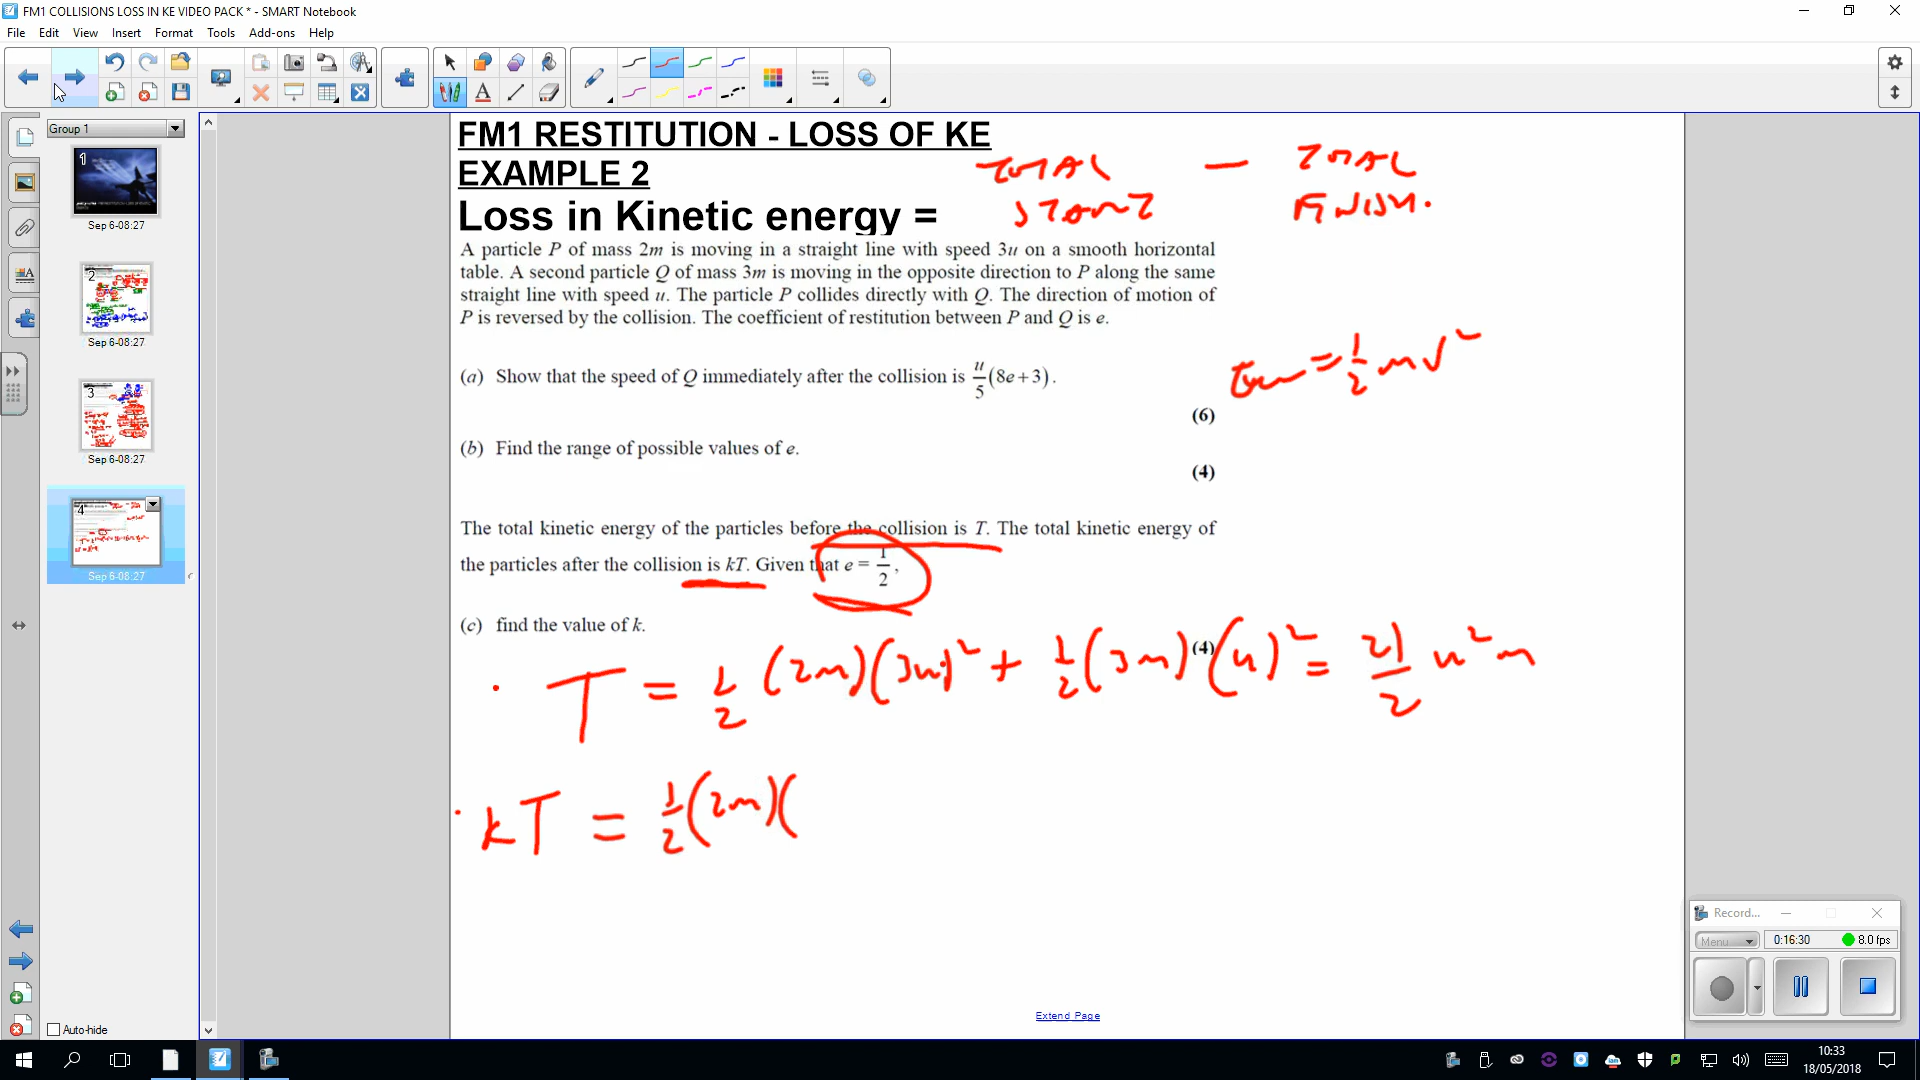 FM1 COLLISIONS LOSS IN KE VIDEO PACK * - SMART Notebook
File Edit View Insert Format Tools Add-ons Help
Group 1
1
Sep 6-08:27
2
Sep 6-08:27
3
Sep 6-08:27
4
Sep 6-08:27
Auto-hide
FM1 RESTITUTION - LOSS OF KE
EXAMPLE 2
TOTAL — TOTAL
Loss in Kinetic energy = START FINISH.
A particle P of mass 2m is moving in a straight line with speed 3u on a smooth horizontal
table. A second particle Q of mass 3m is moving in the opposite direction to P along the same
straight line with speed u. The particle P collides directly with Q. The direction of motion of
P is reversed by the collision. The coefficient of restitution between P and Q is e.
= 1/2 mv²
(a) Show that the speed of Q immediately after the collision is u/5 (8e+3).
(6)
(b) Find the range of possible values of e.
(4)
The total kinetic energy of the particles before the collision is T. The total kinetic energy of
the particles after the collision is kT. Given that e = 1/2,
(c) find the value of k.
(4)
T = 1/2 (2m)(3u)² + 1/2 (3m)(u)² = 21/2 u²m
kT = 1/2 (2m)(
Extend Page
Record...
Menu 0:16:30 8.0 fps
10:33
18/05/2018